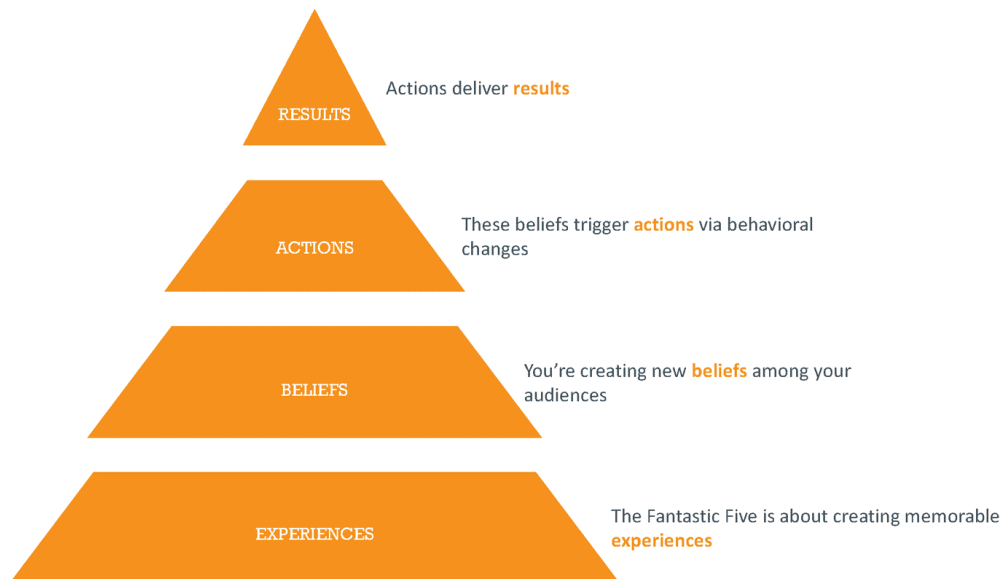 Actions deliver results
RESULTS
These beliefs trigger actions via behavioral
changes
ACTIONS
You’re creating new beliefs among your
audiences
BELIEFS
The Fantastic Five is about creating memorable
experiences
EXPERIENCES